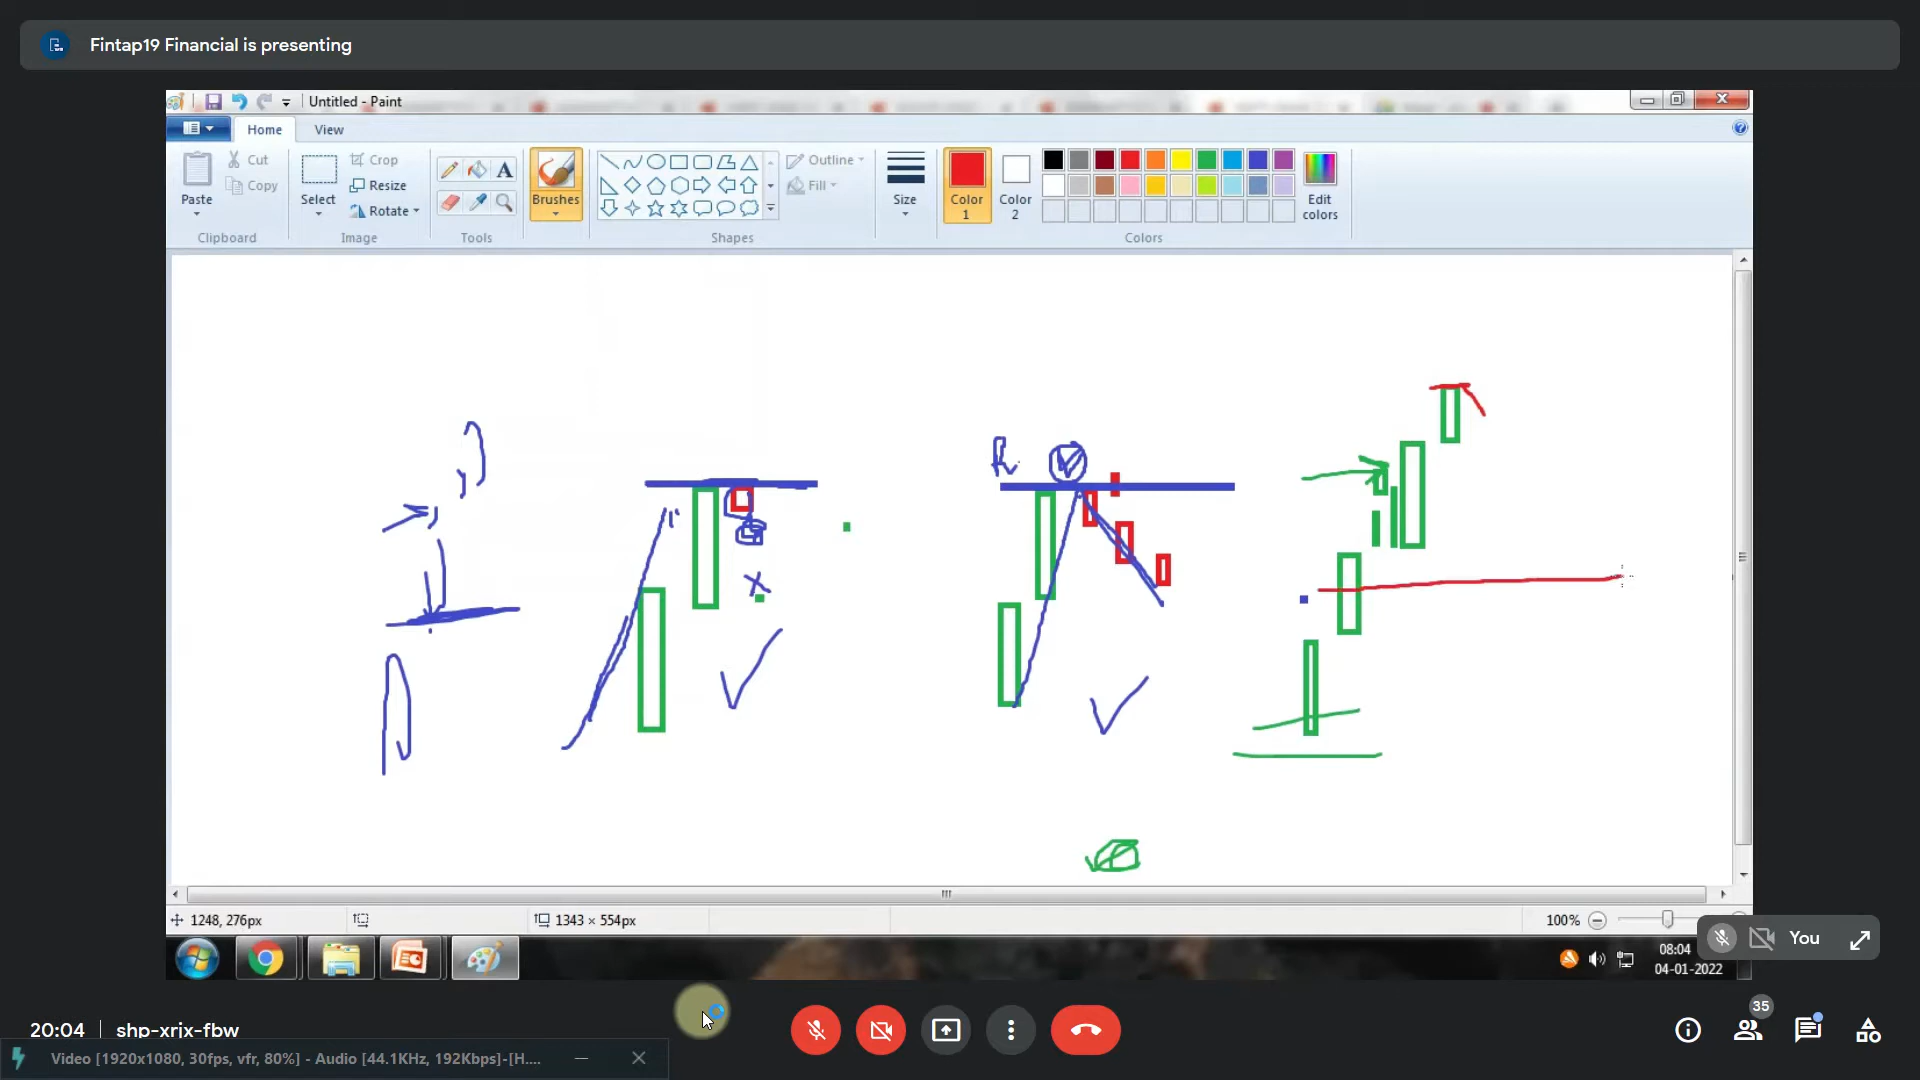 Fintap19 Financial is presenting
Untitled - Paint
Home
View
Paste
Cut
Copy
Clipboard
Select
Crop
Resize
Rotate
Image
A
Tools
Brushes
Outline
Fill
Shapes
Size
Color
1
Color
2
Edit
colors
Colors
R
1248, 276px
1343 × 554px
100%
You
08:04
04-01-2022
35
20:04 | shp-xrjx-fbw
Video [1920x1080, 30fps, vfr, 80%] - Audio [44.1KHz, 192Kbps]-[H....